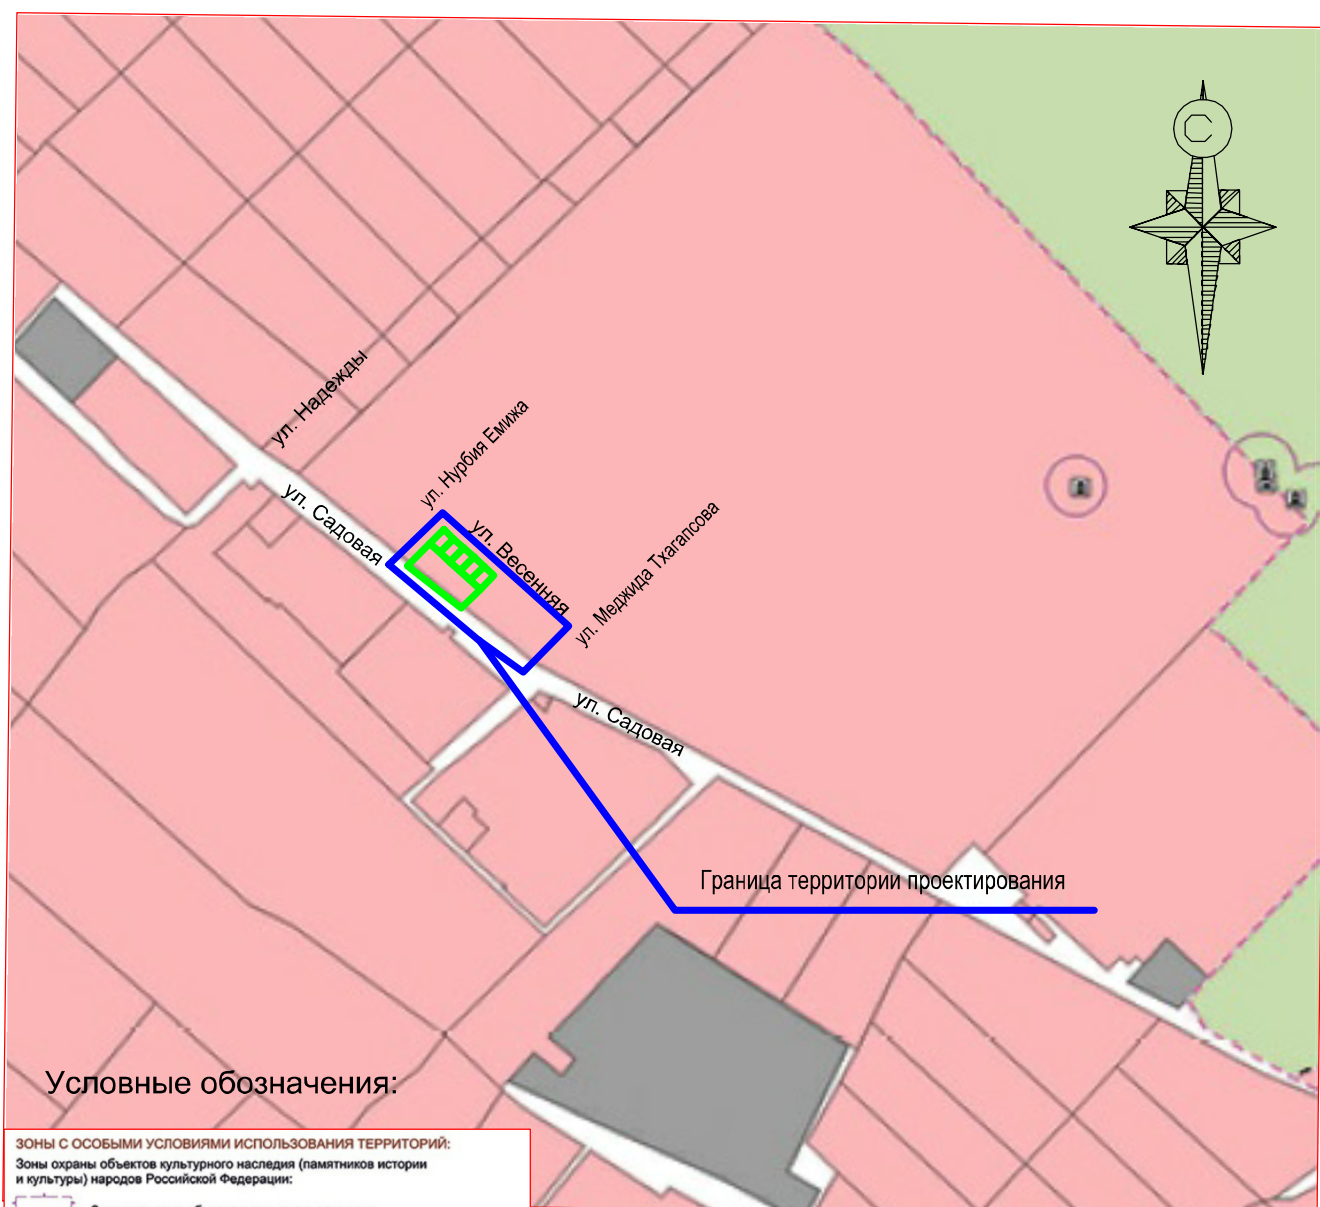 С
ул. Надежды
ул. Нурбия Емижа
ул. Садовая
ул. Весенняя
ул. Меджида Тхагапсова
ул. Садовая
Граница территории проектирования
Условные обозначения:
ЗОНЫ С ОСОБЫМИ УСЛОВИЯМИ ИСПОЛЬЗОВАНИЯ ТЕРРИТОРИЙ:
Зоны охраны объектов культурного наследия (памятников истории
и культуры) народов Российской Федерации: